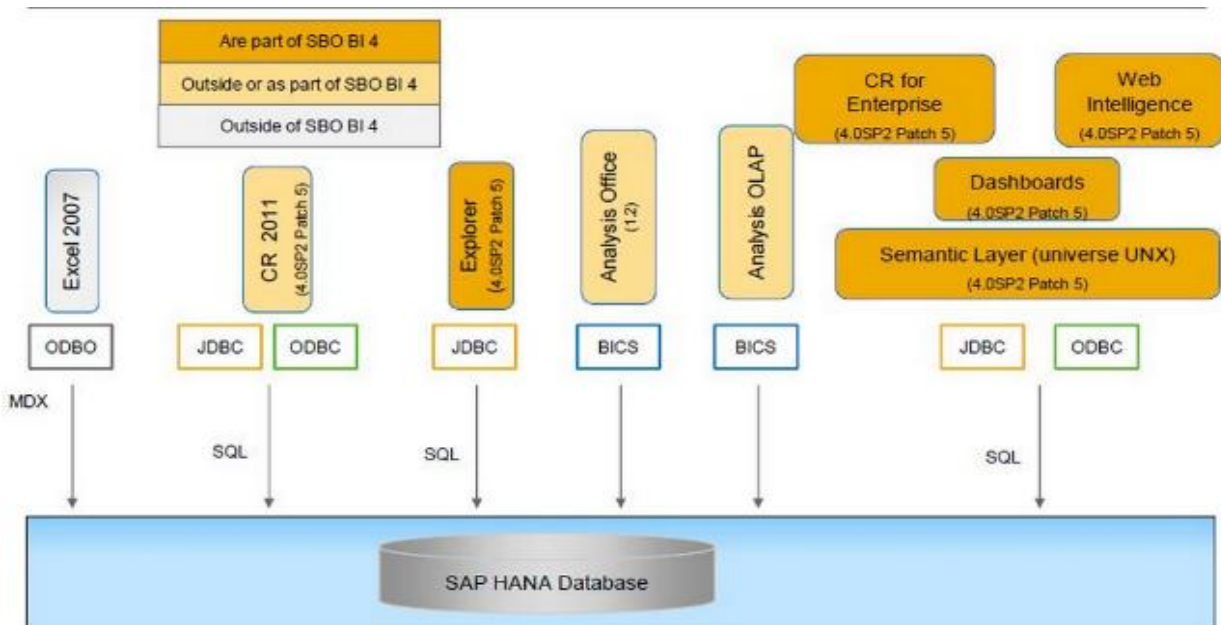 Are part of SBO BI 4
Outside or as part of SBO BI 4
Outside of SBO BI 4
Excel 2007
CR 2011
(4.0SP2 Patch 5)
Explorer
(4.0SP2 Patch 5)
Analysis Office
(12)
Analysis OLAP
CR for
Enterprise
(4.0SP2 Patch 5)
Web
Intelligence
(4.0SP2 Patch 5)
Dashboards
(4.0SP2 Patch 5)
Semantic Layer (universe UNX)
(4.0SP2 Patch 5)
ODBO
JDBC
ODBC
JDBC
BICS
BICS
JDBC
ODBC
MDX
SQL
SQL
SQL
SAP HANA Database